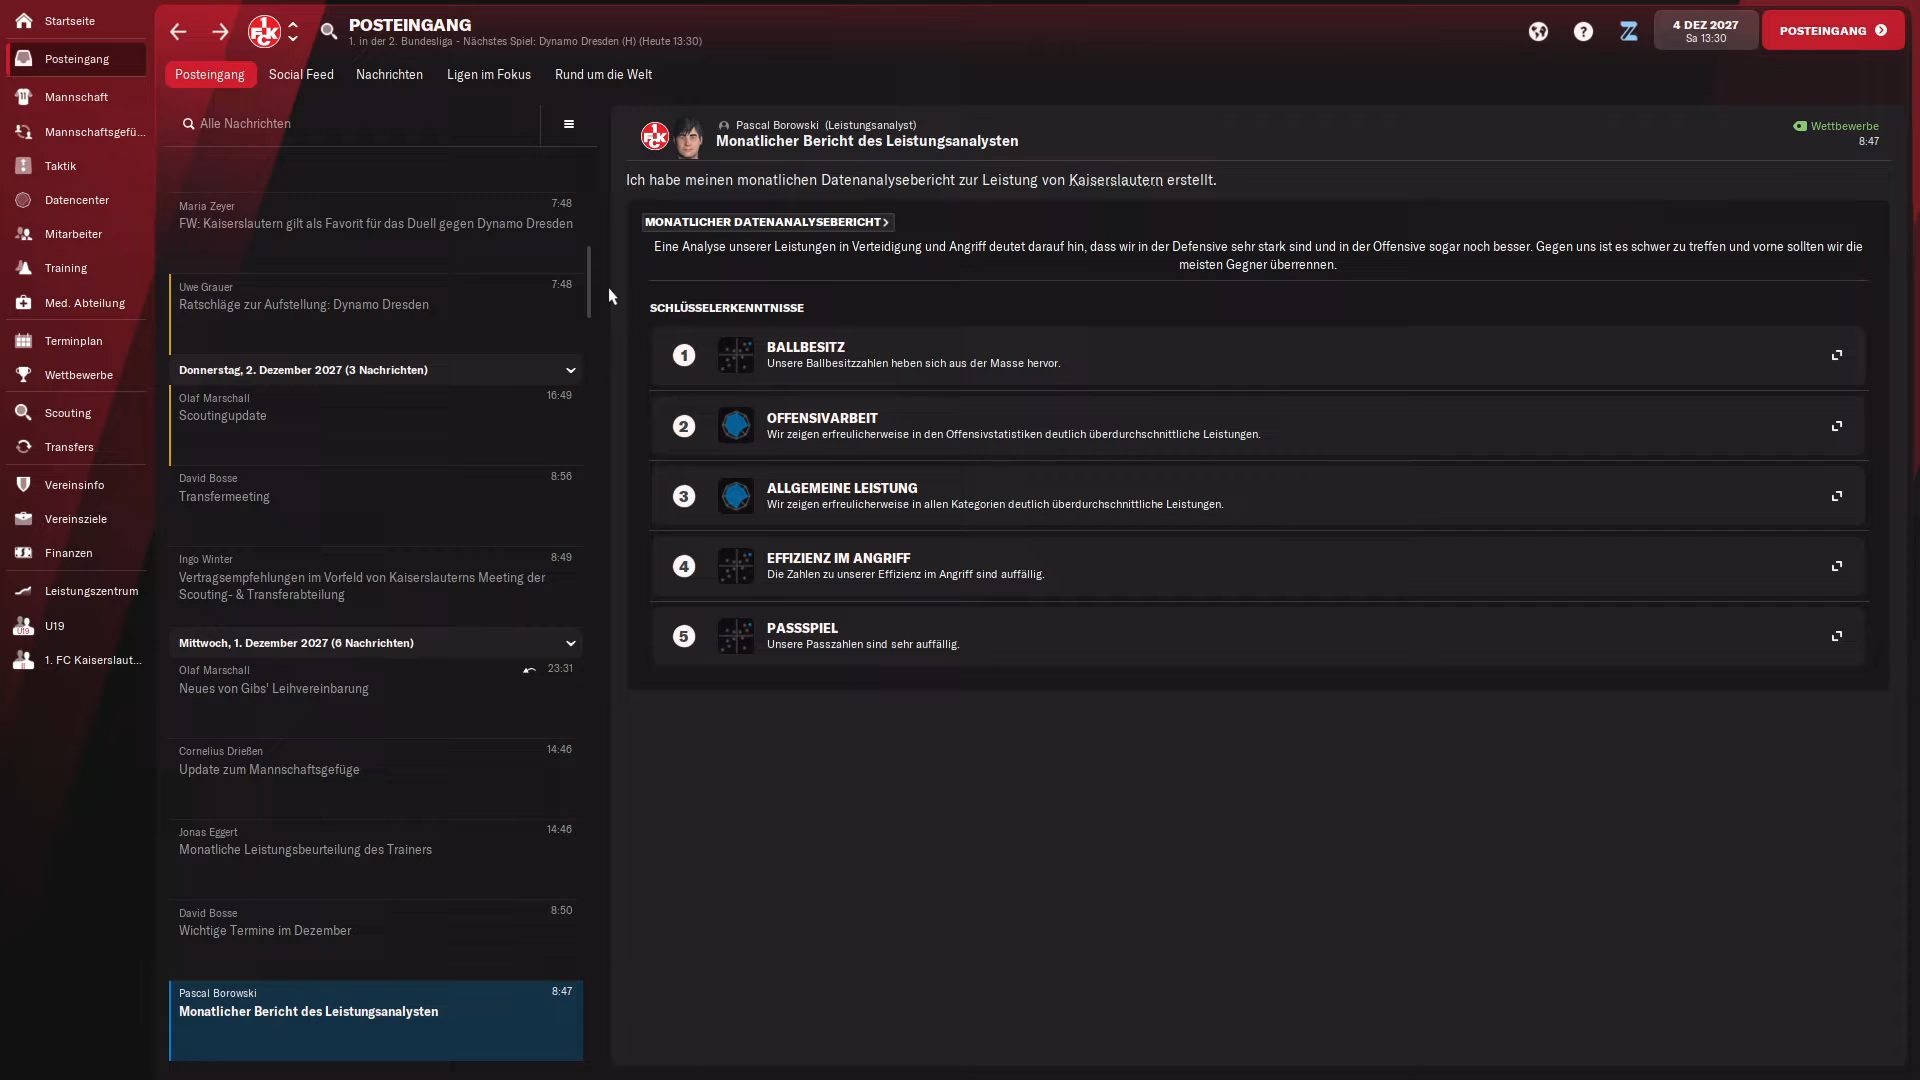 Startseite
Posteingang
Mannschaft
Mannschaftsgefü...
Taktik
Datencenter
Mitarbeiter
Training
Med. Abteilung
Terminplan
Wettbewerbe
Scouting
Transfers
Vereinsinfo
Vereinsziele
Finanzen
Leistungszentrum
U19
U19
1. FC Kaiserslaut...
POSTEINGANG
1. in der 2. Bundesliga - Nächstes Spiel: Dynamo Dresden (H) (Heute 13:30)
4 DEZ 2027
Sa 13:30
POSTEINGANG
Posteingang
Social Feed
Nachrichten
Ligen im Fokus
Rund um die Welt
Alle Nachrichten
Maria Zeyer 7:48
FW: Kaiserslautern gilt als Favorit für das Duell gegen Dynamo Dresden
Uwe Grauer 7:48
Ratschläge zur Aufstellung: Dynamo Dresden
Donnerstag, 2. Dezember 2027 (3 Nachrichten)
Olaf Marschall 16:49
Scoutingupdate
David Bosse 8:56
Transfermeeting
Ingo Winter 8:49
Vertragsempfehlungen im Vorfeld von Kaiserslauterns Meeting der
Scouting- & Transferabteilung
Mittwoch, 1. Dezember 2027 (6 Nachrichten)
Olaf Marschall 23:31
Neues von Gibs' Leihvereinbarung
Cornelius Drießen 14:46
Update zum Mannschaftsgefüge
Jonas Eggert 14:46
Monatliche Leistungsbeurteilung des Trainers
David Bosse 8:50
Wichtige Termine im Dezember
Pascal Borowski 8:47
Monatlicher Bericht des Leistungsanalysten
Pascal Borowski (Leistungsanalyst)
Monatlicher Bericht des Leistungsanalysten
Wettbewerbe
8:47
Ich habe meinen monatlichen Datenanalysebericht zur Leistung von Kaiserslautern erstellt.
MONATLICHER DATENANALYSEBERICHT>
Eine Analyse unserer Leistungen in Verteidigung und Angriff deutet darauf hin, dass wir in der Defensive sehr stark sind und in der Offensive sogar noch besser. Gegen uns ist es schwer zu treffen und vorne sollten wir die
meisten Gegner überrennen.
SCHLÜSSELERKENNTNISSE
1 BALLBESITZ
Unsere Ballbesitzzahlen heben sich aus der Masse hervor.
2 OFFENSIVARBEIT
Wir zeigen erfreulicherweise in den Offensivstatistiken deutlich überdurchschnittliche Leistungen.
3 ALLGEMEINE LEISTUNG
Wir zeigen erfreulicherweise in allen Kategorien deutlich überdurchschnittliche Leistungen.
4 EFFIZIENZ IM ANGRIFF
Die Zahlen zu unserer Effizienz im Angriff sind auffällig.
5 PASSSPIEL
Unsere Passzahlen sind sehr auffällig.